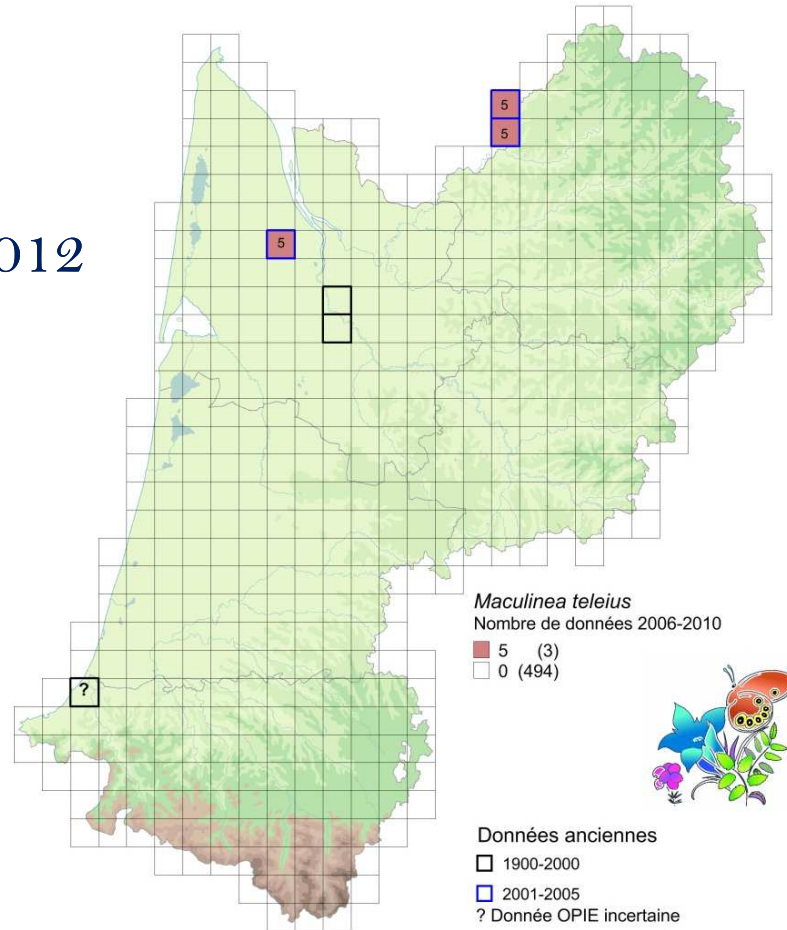 5
5
5
012
?
Maculinea teleius
Nombre de données 2006-2010
5 (3)
0 (494)
Données anciennes
1900-2000
2001-2005
? Donnée OPIE incertaine